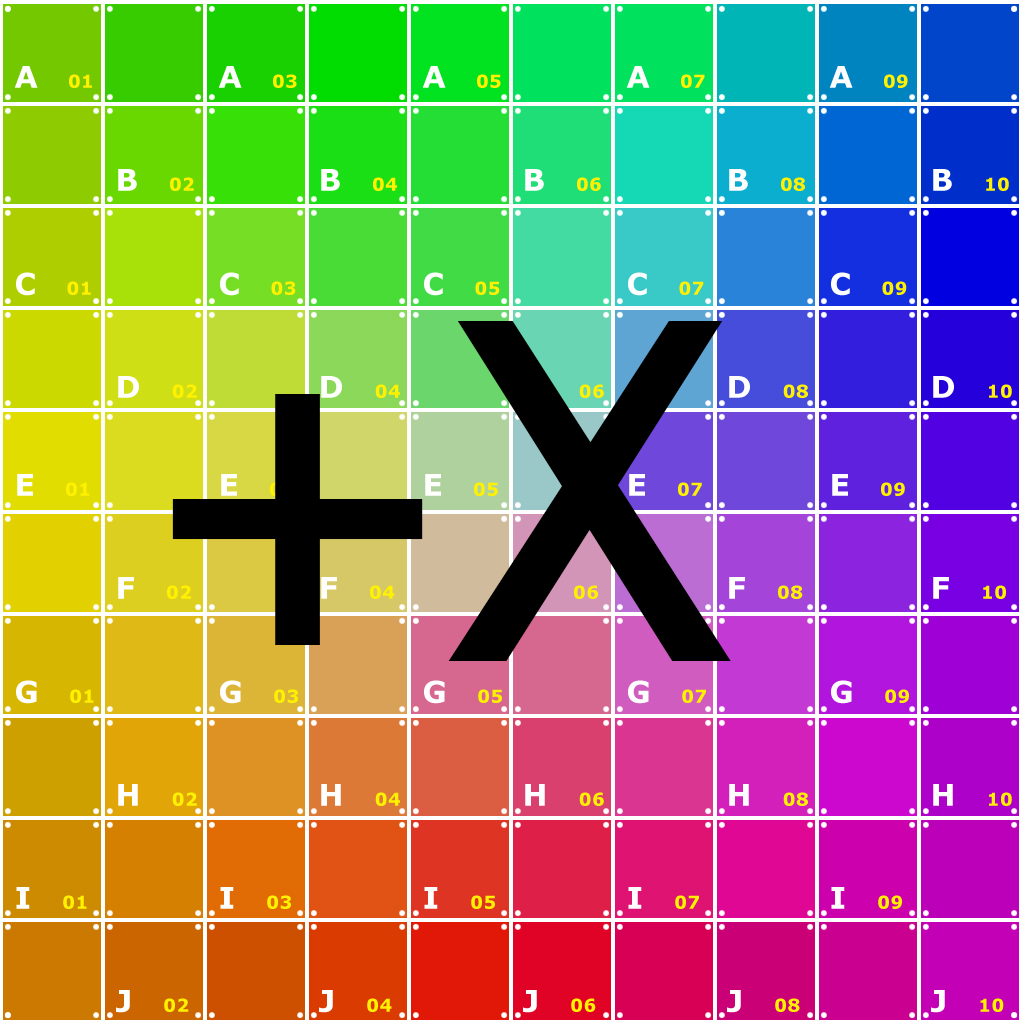 A 01 A 03 A 05 A 07 A 09
B 02 B 04 B 06 B 08 B 10
C 01 C 03 C 05 C 07 C 09
D 02 D 04 06 D 08 D 10
E 01 E E 05 E 07 E 09
+X
F 02 F 04 06 F 08 F 10
G 01 G 03 G 05 G 07 G 09
H 02 H 04 H 06 H 08 H 10
I 01 I 03 I 05 I 07 I 09
J 02 J 04 J 06 J 08 J 10